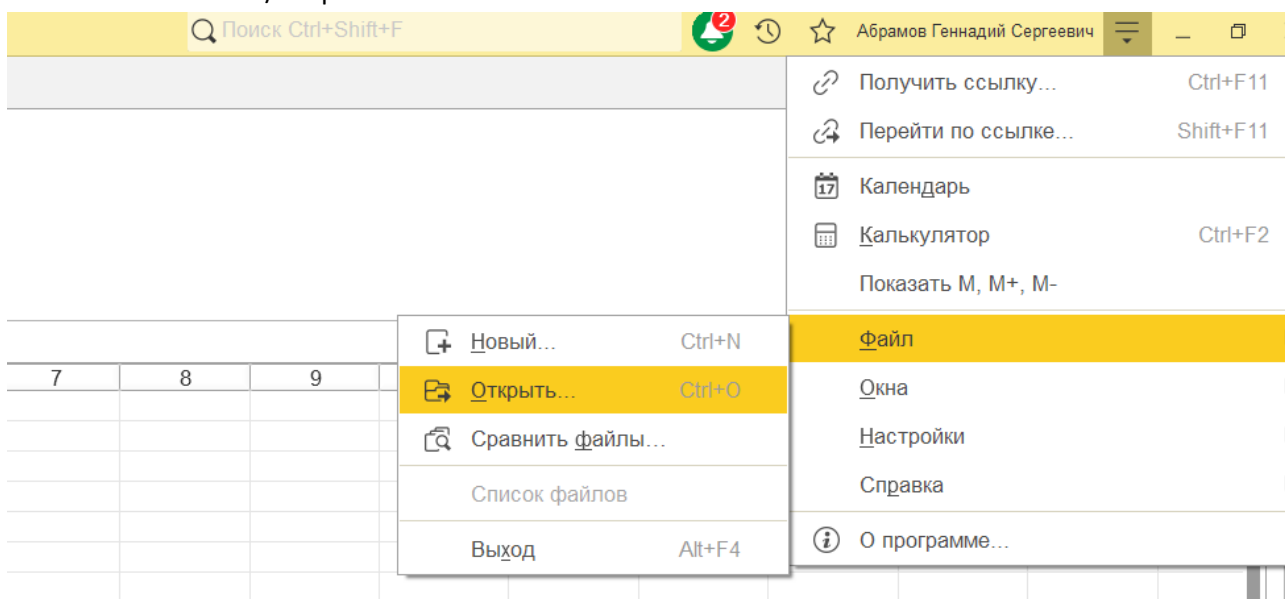 Поиск Ctrl+Shift+F
2
Абрамов Геннадий Сергеевич
Получить ссылку... Ctrl+F11
Перейти по ссылке... Shift+F11
17 Календарь
Калькулятор Ctrl+F2
Показать M, M+, M-
Файл
Окна
Настройки
Справка
О программе...
Новый... Ctrl+N
Открыть... Ctrl+O
Сравнить файлы...
Список файлов
Выход Alt+F4
7 8 9